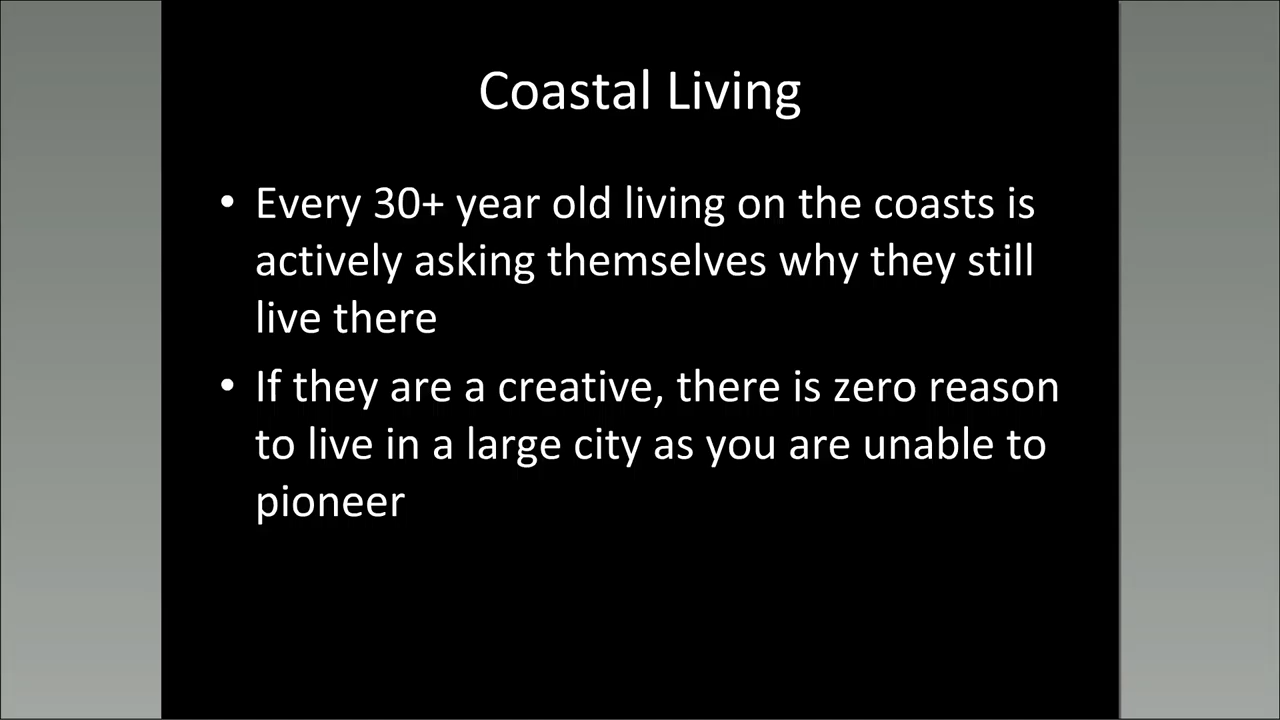 Coastal Living
• Every 30+ year old living on the coasts is
actively asking themselves why they still
live there
• If they are a creative, there is zero reason
to live in a large city as you are unable to
pioneer